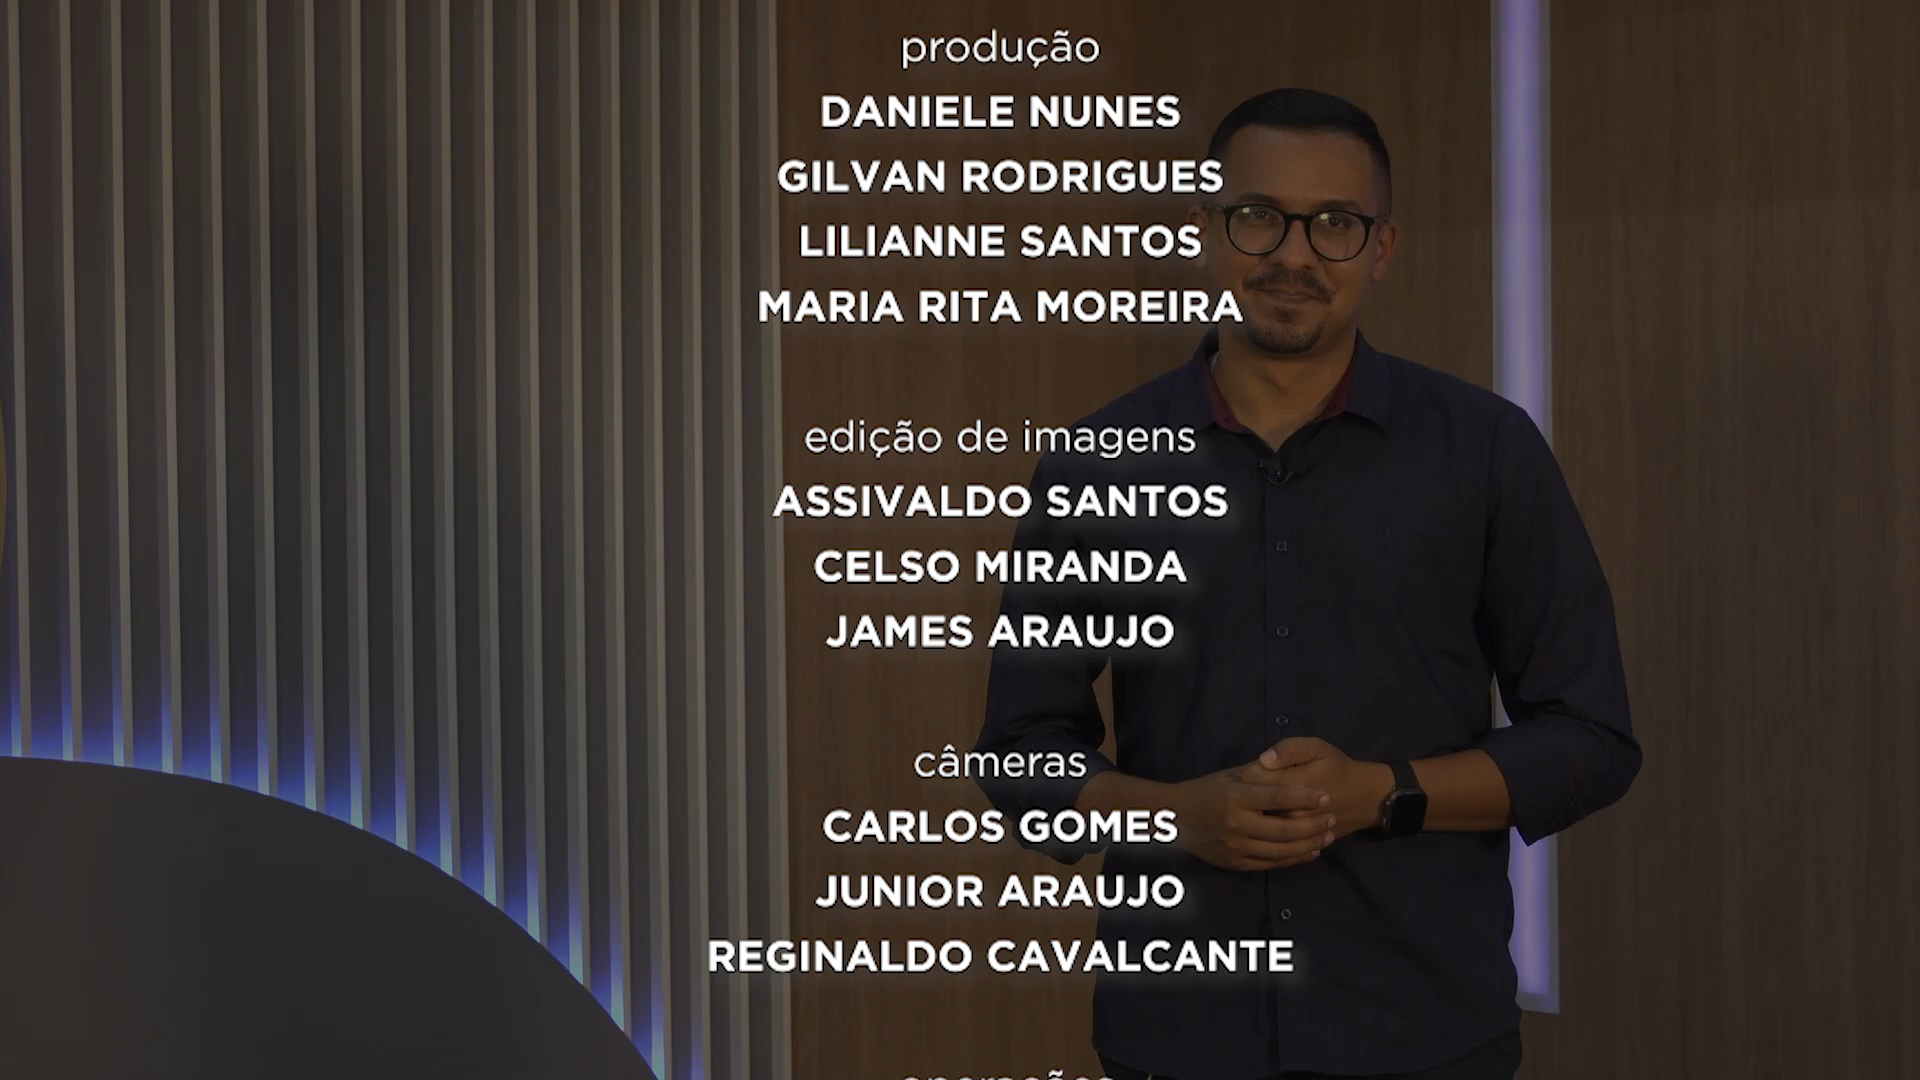 produção
DANIELE NUNES
GILVAN RODRIGUES
LILIANNE SANTOS
MARIA RITA MOREIRA
edição de imagens
ASSIVALDO SANTOS
CELSO MIRANDA
JAMES ARAUJO
câmeras
CARLOS GOMES
JUNIOR ARAUJO
REGINALDO CAVALCANTE